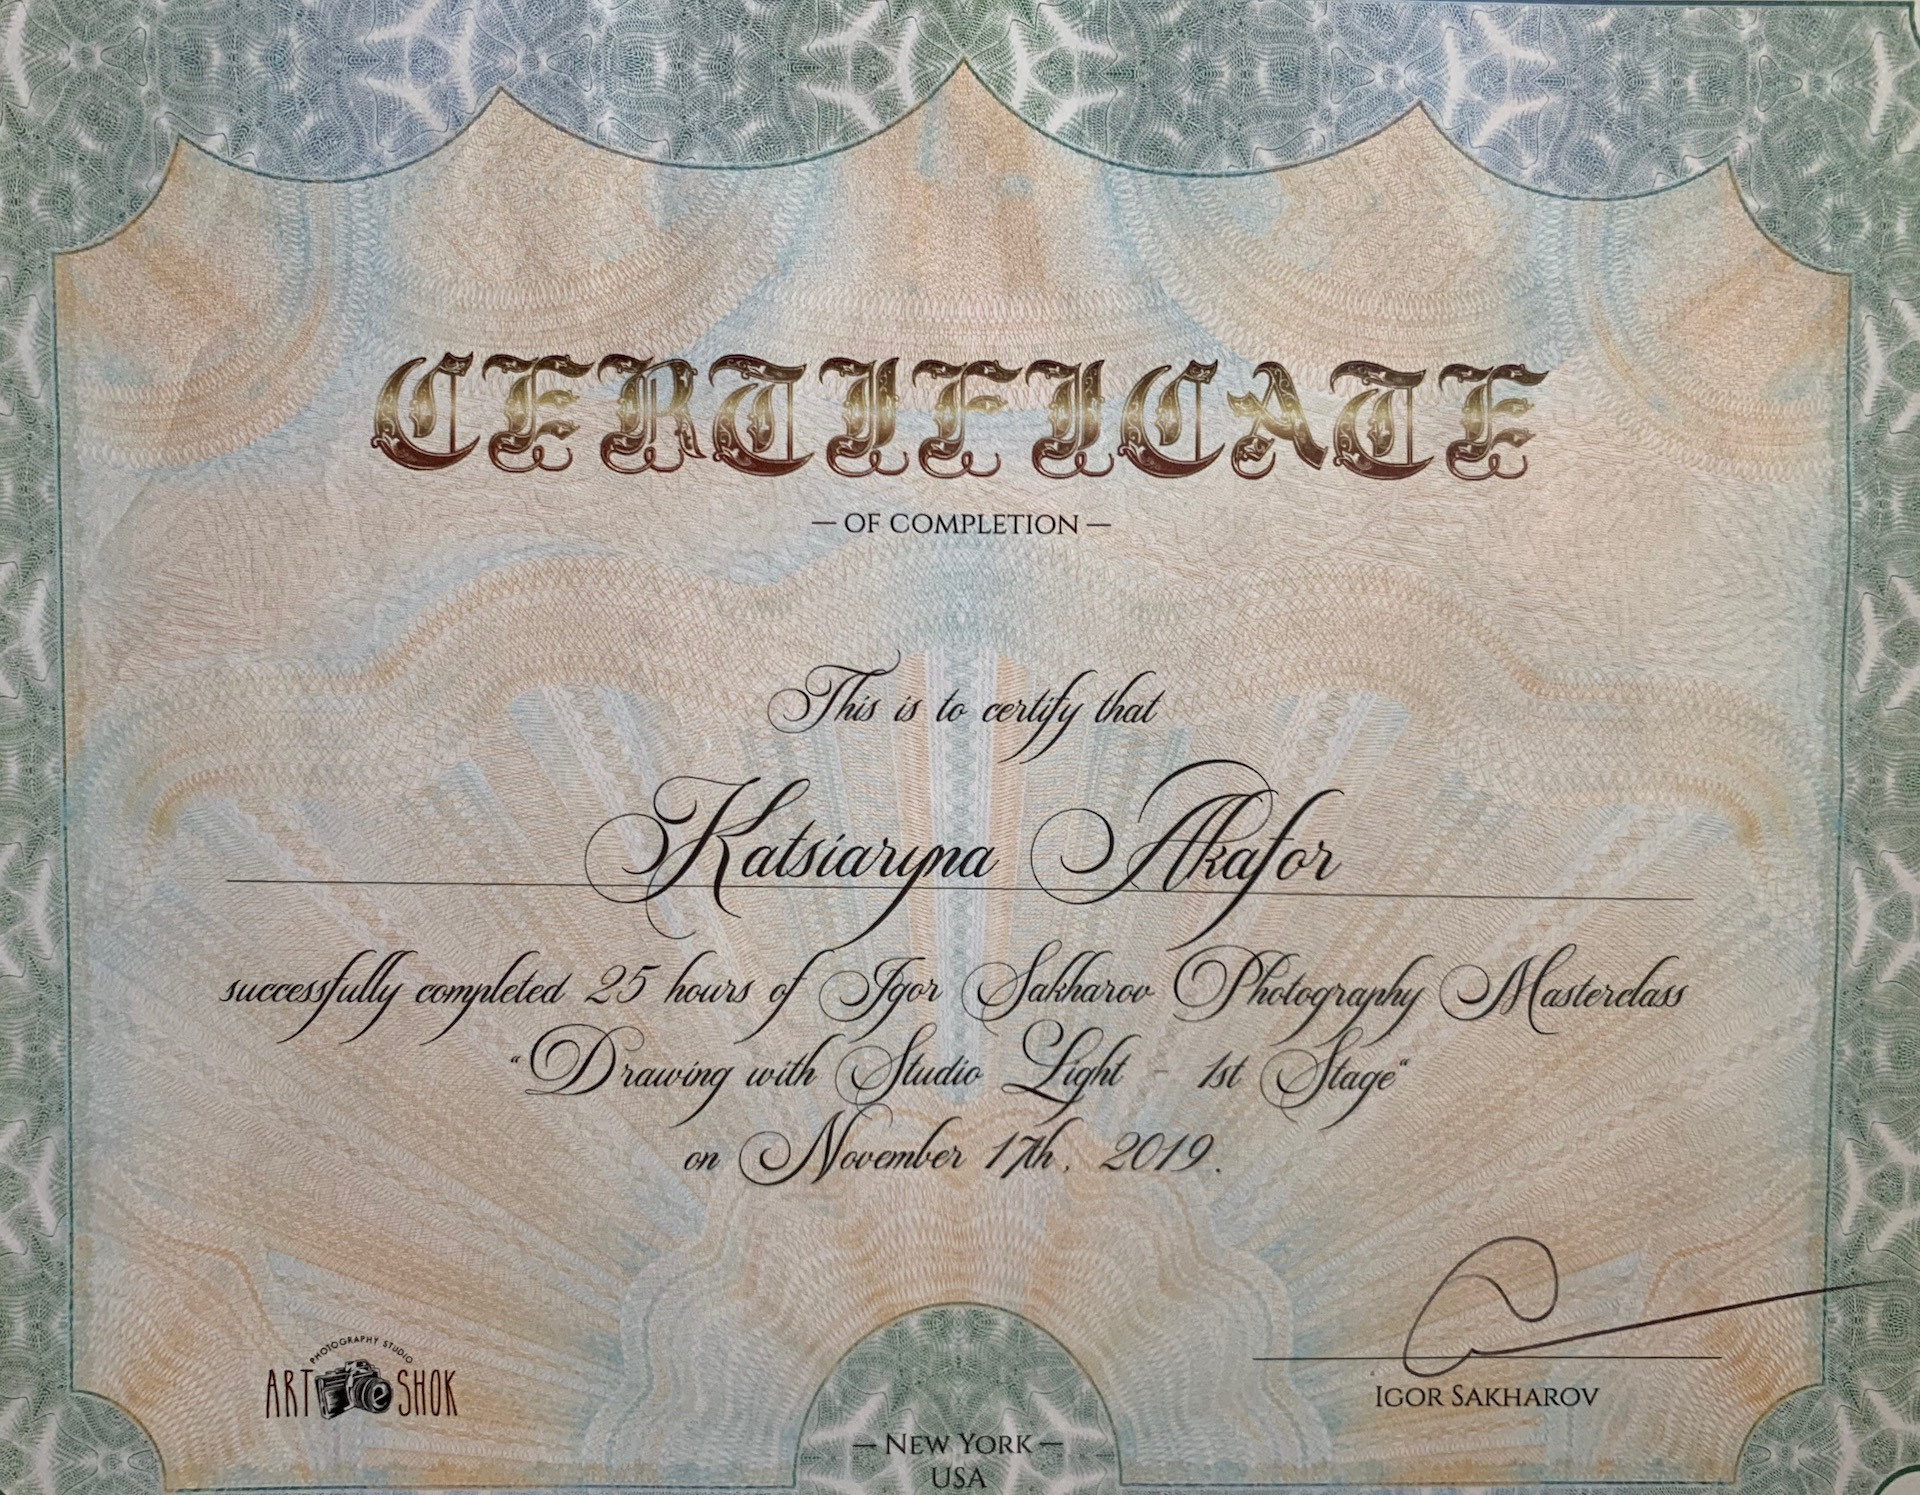 CERTIFICATE
— OF COMPLETION —
This is to certify that
Katsiaryna Akafor
successfully completed 25 hours of Igor Sakharov Photography Masterclass
“Drawing with Studio Light - 1st Stage“
on November 17th, 2019.
PHOTOGRAPHY STUDIO
ART SHOK
IGOR SAKHAROV
— NEW YORK —
USA